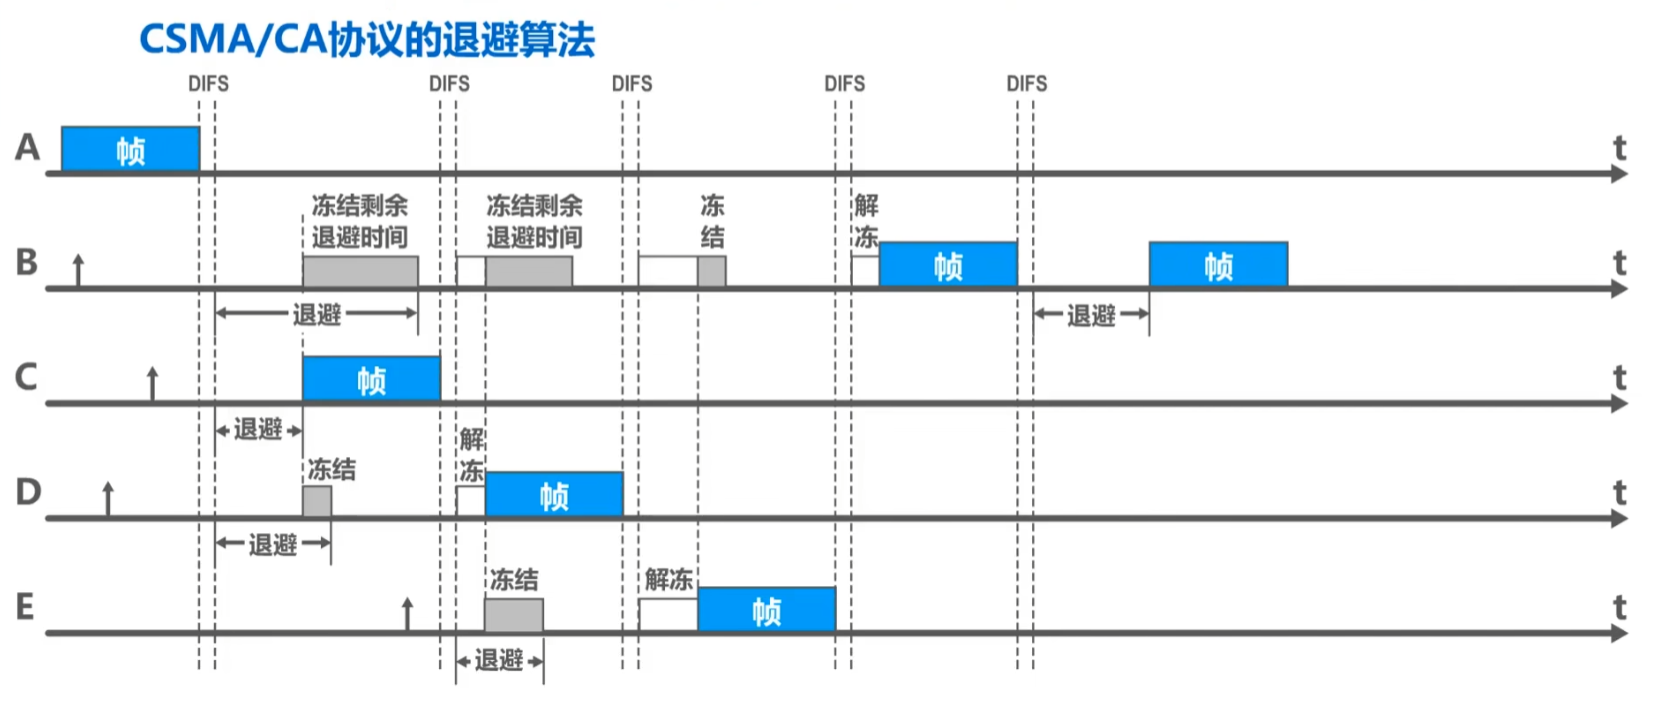 CSMA/CA协议的退避算法
DIFS DIFS DIFS DIFS DIFS
A 帧 t
冻结剩余 冻结剩余 冻 解
退避时间 退避时间 结 冻
B 帧 帧 t
退避 退避
C 帧 t
退避 解
冻结 冻
D 帧 t
退避
冻结 解冻
E 帧 t
退避